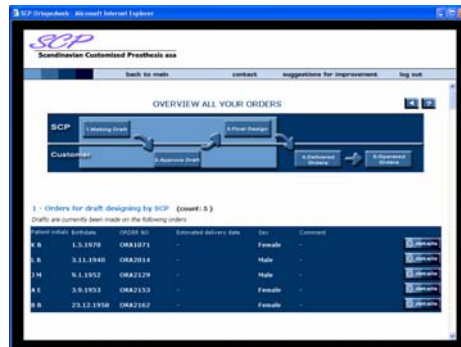 SCP Ortopedweb - Microsoft Internet Explorer
SCP
Scandinavian Customized Prosthesis asa
back to main contact suggestions for improvement log out
OVERVIEW ALL YOUR ORDERS ?
SCP 1.Making Draft 3.Final Design
Customer 2.Approve Draft 4.Delivered Orders 5.Operated Orders
1 - Orders for draft designing by SCP (count: 5 )
Drafts are currently been made on the following orders
Patient initials Birthdate ORDER NO Estimated delivery date Sex Comment
K B 1.5.1970 ORA1071 - Female - details
L B 3.11.1940 ORA2014 - Male - details
J M 9.1.1952 ORA2129 - Male - details
A E 3.9.1953 ORA2153 - Female - details
B B 23.12.1950 ORA2162 - Female - details